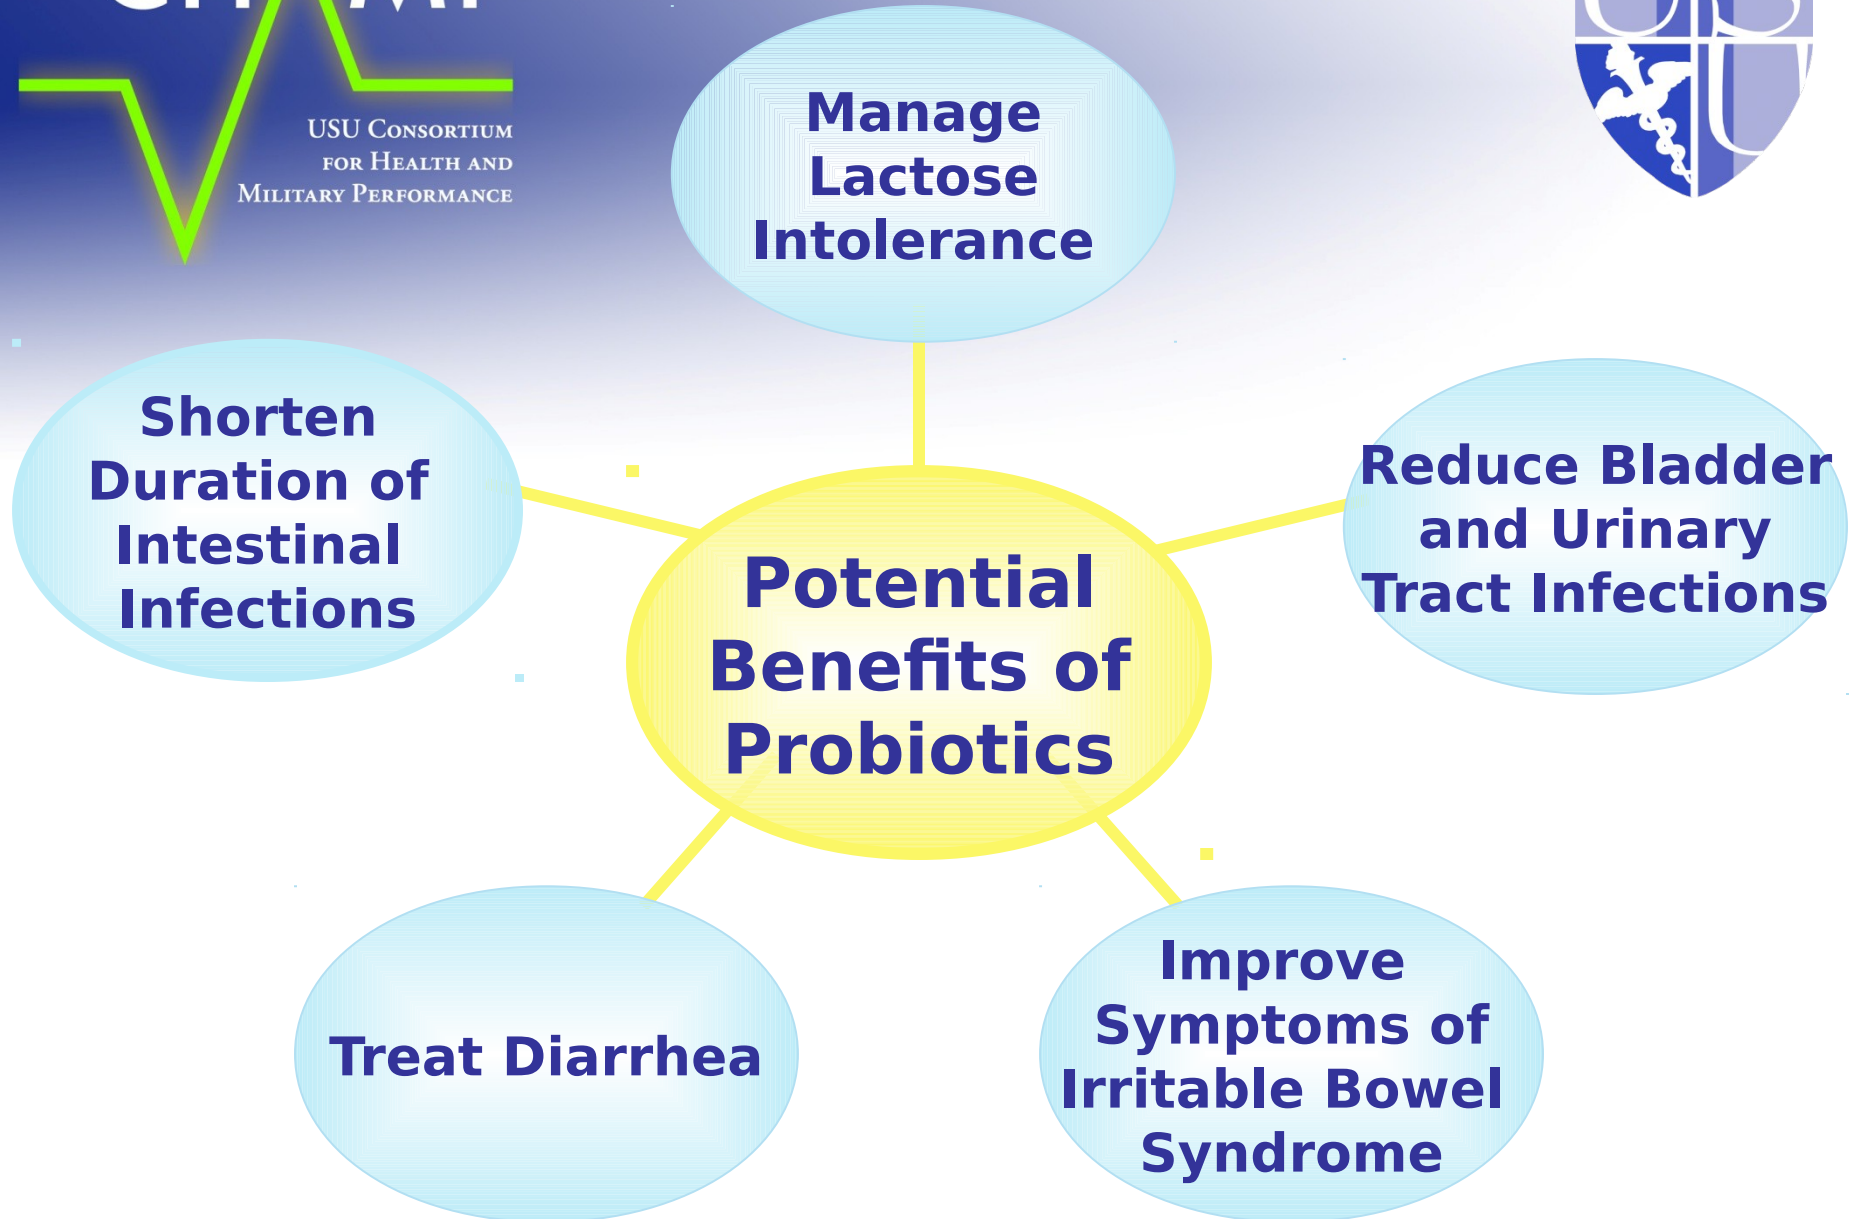 USU Consortium
for Health and
Military Performance
Manage
Lactose
Intolerance
Shorten
Duration of
Intestinal
Infections
Reduce Bladder
and Urinary
Tract Infections
Potential
Benefits of
Probiotics
Treat Diarrhea
Improve
Symptoms of
Irritable Bowel
Syndrome